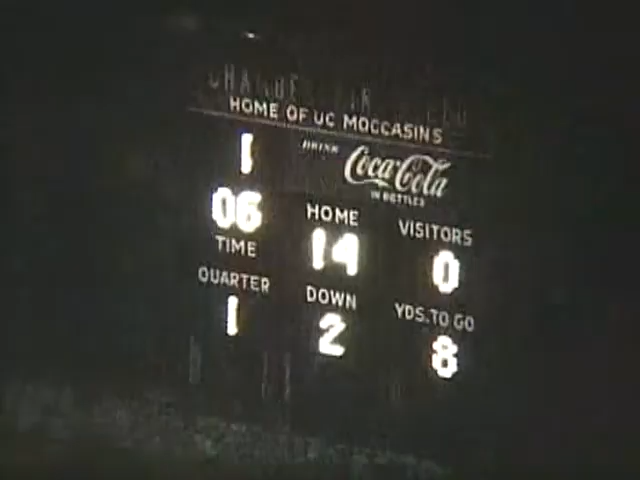 HOME OF UC MOCCASINS
1
DRINK
Coca-Cola
IN BOTTLES
06
HOME
VISITORS
TIME
14
0
QUARTER
DOWN
YDS. TO GO
1
2
8